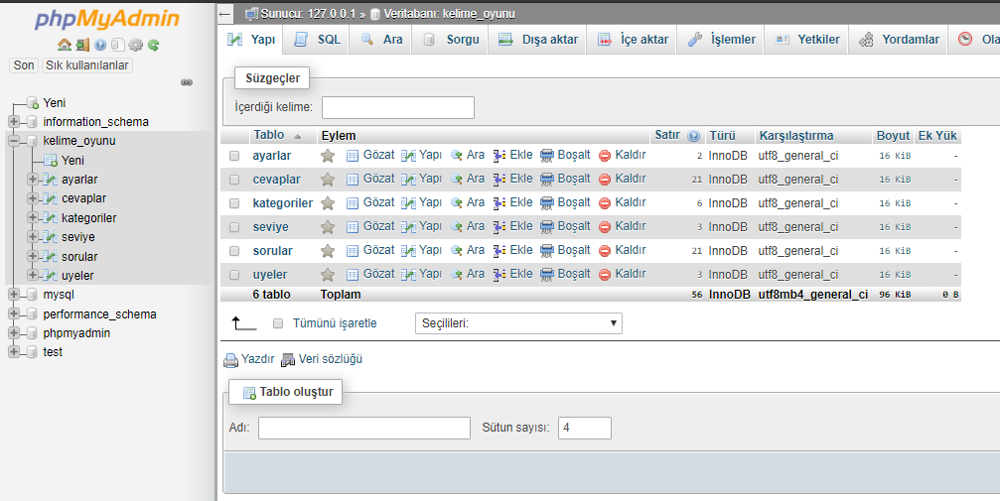 phpMyAdmin
Son Sık kullanılanlar
Yeni
information_schema
kelime_oyunu
Yeni
ayarlar
cevaplar
kategoriler
seviye
sorular
uyeler
mysql
performance_schema
phpmyadmin
test
Sunucu: 127.0.0.1 » Veritabanı: kelime_oyunu
Yapı SQL Ara Sorgu Dışa aktar İçe aktar İşlemler Yetkiler Yordamlar Ola
Süzgeçler
İçerdiği kelime:
Tablo Eylem Satır Türü Karşılaştırma Boyut Ek Yük
ayarlar Gözat Yapı Ara Ekle Boşalt Kaldır 2 InnoDB utf8_general_ci 16 KiB -
cevaplar Gözat Yapı Ara Ekle Boşalt Kaldır 21 InnoDB utf8_general_ci 16 KiB -
kategoriler Gözat Yapı Ara Ekle Boşalt Kaldır 6 InnoDB utf8_general_ci 16 KiB -
seviye Gözat Yapı Ara Ekle Boşalt Kaldır 3 InnoDB utf8_general_ci 16 KiB -
sorular Gözat Yapı Ara Ekle Boşalt Kaldır 21 InnoDB utf8_general_ci 16 KiB -
uyeler Gözat Yapı Ara Ekle Boşalt Kaldır 3 InnoDB utf8_general_ci 16 KiB -
6 tablo Toplam 56 InnoDB utf8mb4_general_ci 96 KiB 0 B
Tümünü işaretle Seçilileri:
Yazdır Veri sözlüğü
Tablo oluştur
Adı: Sütun sayısı: 4